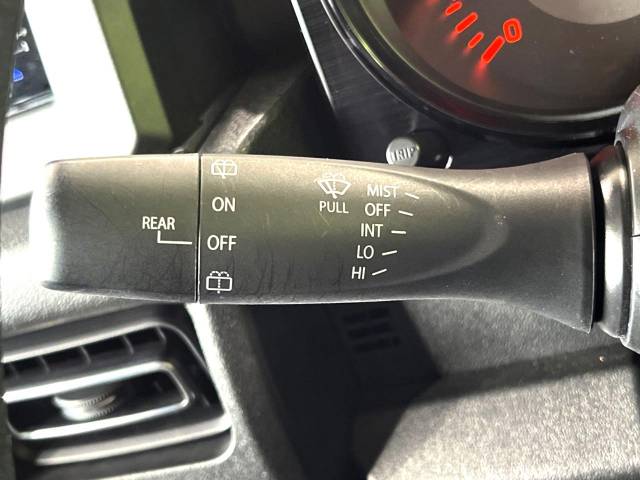 TRIP
REAR
ON
OFF
PULL
MIST
OFF
INT
LO
HI